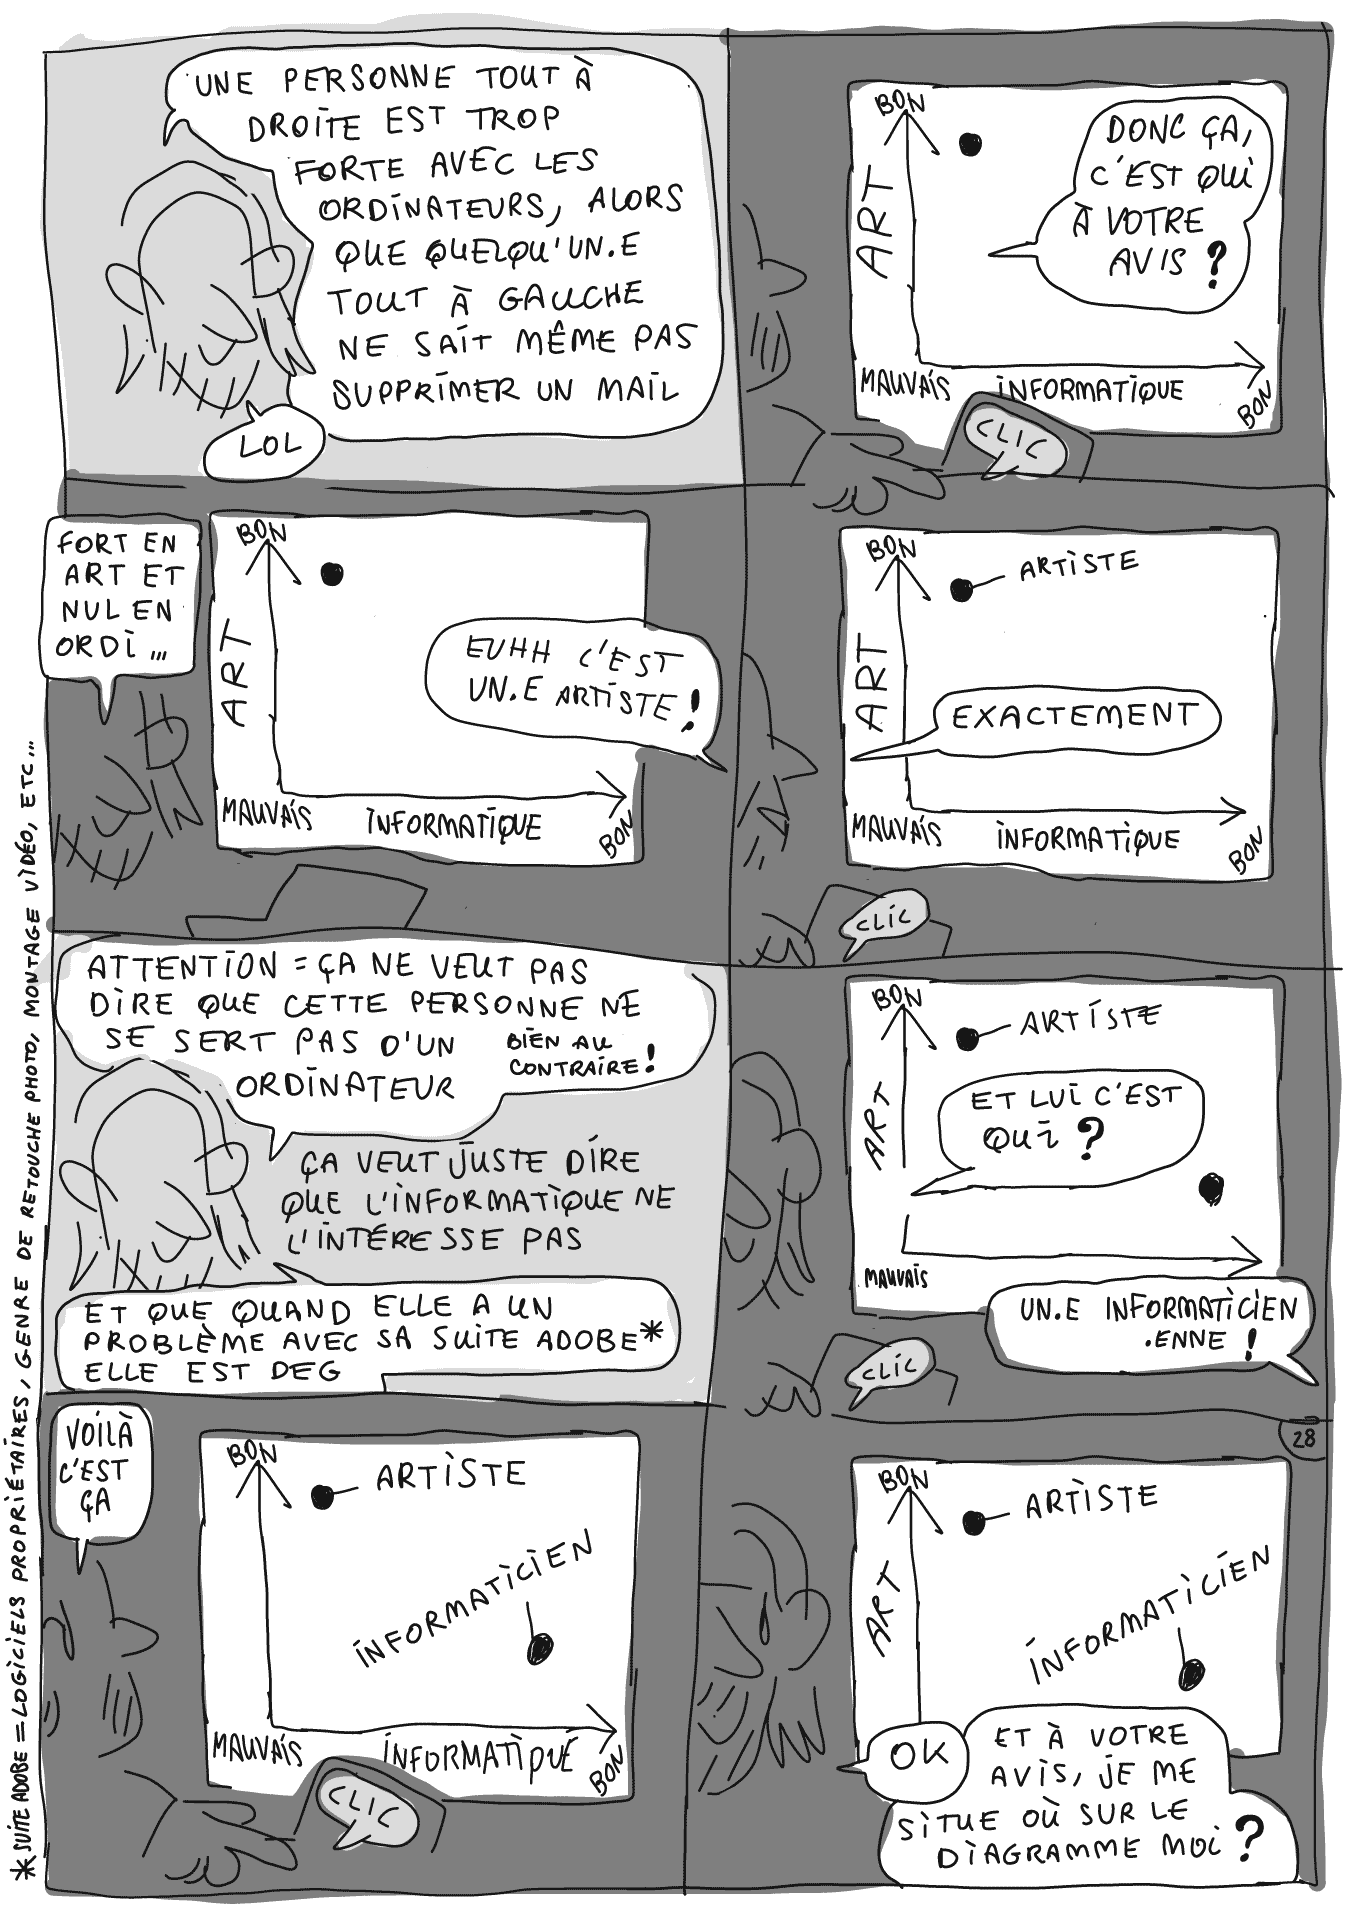 UNE PERSONNE TOUT À
DROITE EST TROP
FORTE AVEC LES
ORDINATEURS, ALORS
QUE QUELQU'UN.E
TOUT À GAUCHE
NE SAIT MÊME PAS
SUPPRIMER UN MAIL
LOL
BON
ART
DONC ÇA,
C'EST QUI
À VOTRE
AVIS ?
MAUVAIS
INFORMATIQUE
BON
CLIC
FORT EN
ART ET
NUL EN
ORDI ...
BON
ART
EUHH C'EST
UN.E ARTISTE !
MAUVAIS
INFORMATIQUE
BON
BON
ARTISTE
ART
EXACTEMENT
MAUVAIS
INFORMATIQUE
BON
CLIC
ATTENTION = ÇA NE VEUT PAS
DIRE QUE CETTE PERSONNE NE
SE SERT PAS D'UN
ORDINATEUR
BIEN AU
CONTRAIRE !
ÇA VEUT JUSTE DIRE
QUE L'INFORMATIQUE NE
L'INTÉRESSE PAS
ET QUE QUAND ELLE A UN
PROBLÈME AVEC SA SUITE ADOBE*
ELLE EST DEG
BON
ARTISTE
ART
ET LUI C'EST
QUI ?
MAUVAIS
UN.E INFORMATICIEN
.ENNE !
CLIC
VOILÀ
C'EST
ÇA
BON
ARTISTE
INFORMATICIEN
MAUVAIS
INFORMATIQUE
BON
CLIC
28
BON
ARTISTE
ART
INFORMATICIEN
OK
ET À VOTRE
AVIS, JE ME
SITUE OÙ SUR LE
DIAGRAMME MOI ?
*SUITE ADOBE = LOGICIELS PROPRIÉTAIRES, GENRE DE RETOUCHE PHOTO, MONTAGE VIDÉO, ETC...